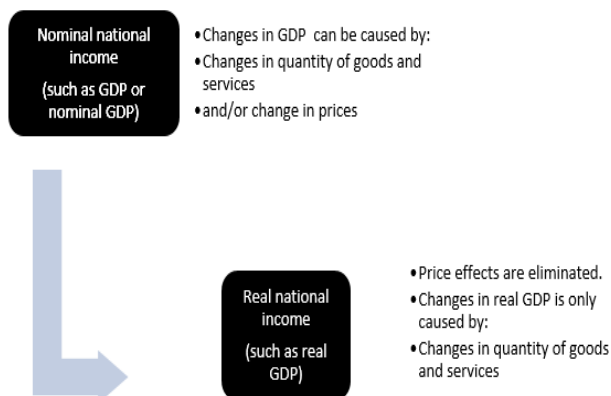 Nominal national
income
(such as GDP or
nominal GDP)
•Changes in GDP can be caused by:
•Changes in quantity of goods and
services
•and/or change in prices
Real national
income
(such as real
GDP)
•Price effects are eliminated.
•Changes in real GDP is only
caused by:
•Changes in quantity of goods
and services